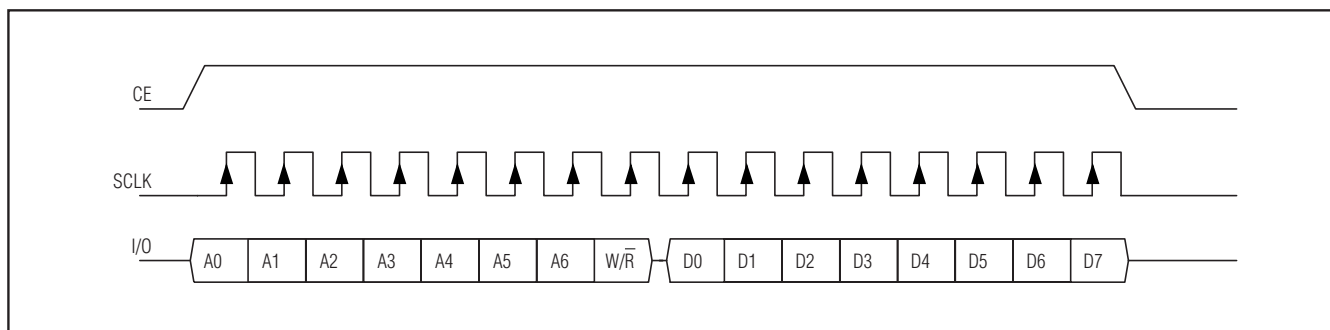 CE
SCLK
I/O
A0 A1 A2 A3 A4 A5 A6 W/R̅ D0 D1 D2 D3 D4 D5 D6 D7